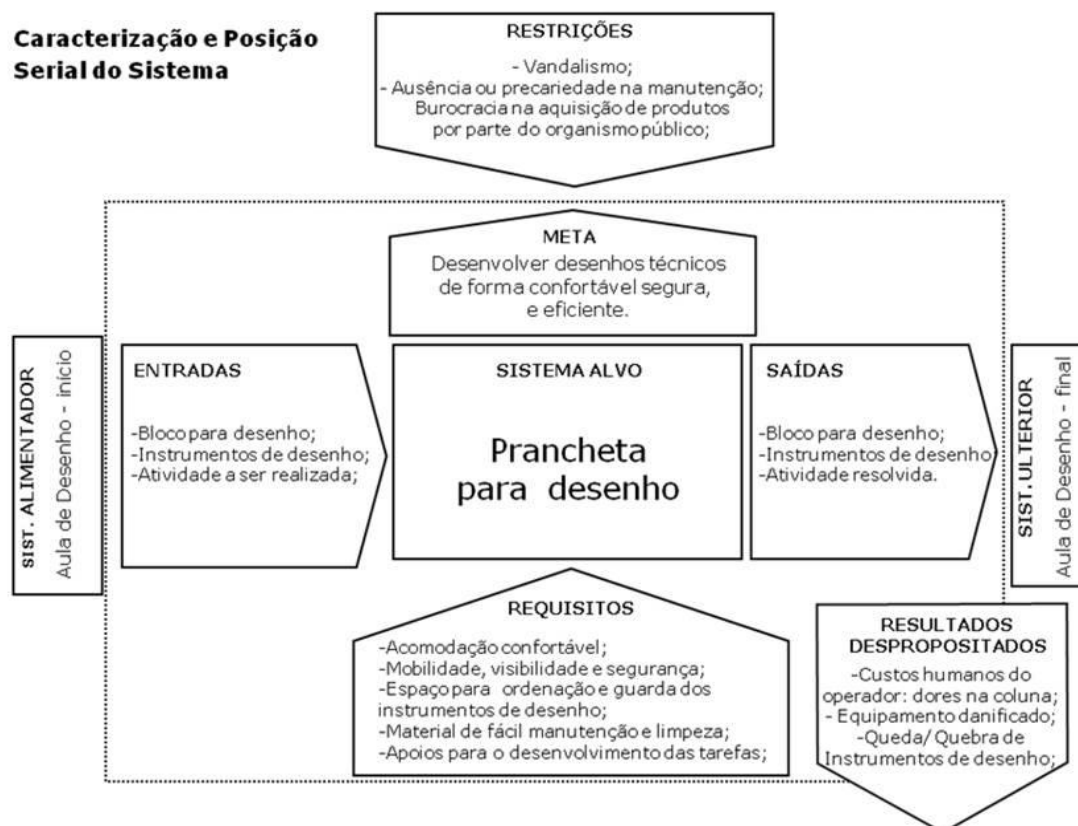 Caracterização e Posição
Serial do Sistema
RESTRIÇÕES
- Vandalismo;
- Ausência ou precariedade na manutenção;
Burocracia na aquisição de produtos
por parte do organismo público;
META
Desenvolver desenhos técnicos
de forma confortável segura,
e eficiente.
SIST. ALIMENTADOR
Aula de Desenho - início
ENTRADAS
-Bloco para desenho;
-Instrumentos de desenho;
-Atividade a ser realizada;
SISTEMA ALVO
Prancheta
para desenho
SAÍDAS
-Bloco para desenho;
-Instrumentos de desenho
-Atividade resolvida.
SIST. ULTERIOR
Aula de Desenho - final
REQUISITOS
-Acomodação confortável;
-Mobilidade, visibilidade e segurança;
-Espaço para ordenação e guarda dos
instrumentos de desenho;
-Material de fácil manutenção e limpeza;
-Apoios para o desenvolvimento das tarefas;
RESULTADOS
DESPROPOSITADOS
-Custos humanos do
operador: dores na coluna;
- Equipamento danificado;
-Queda/ Quebra de
Instrumentos de desenho;